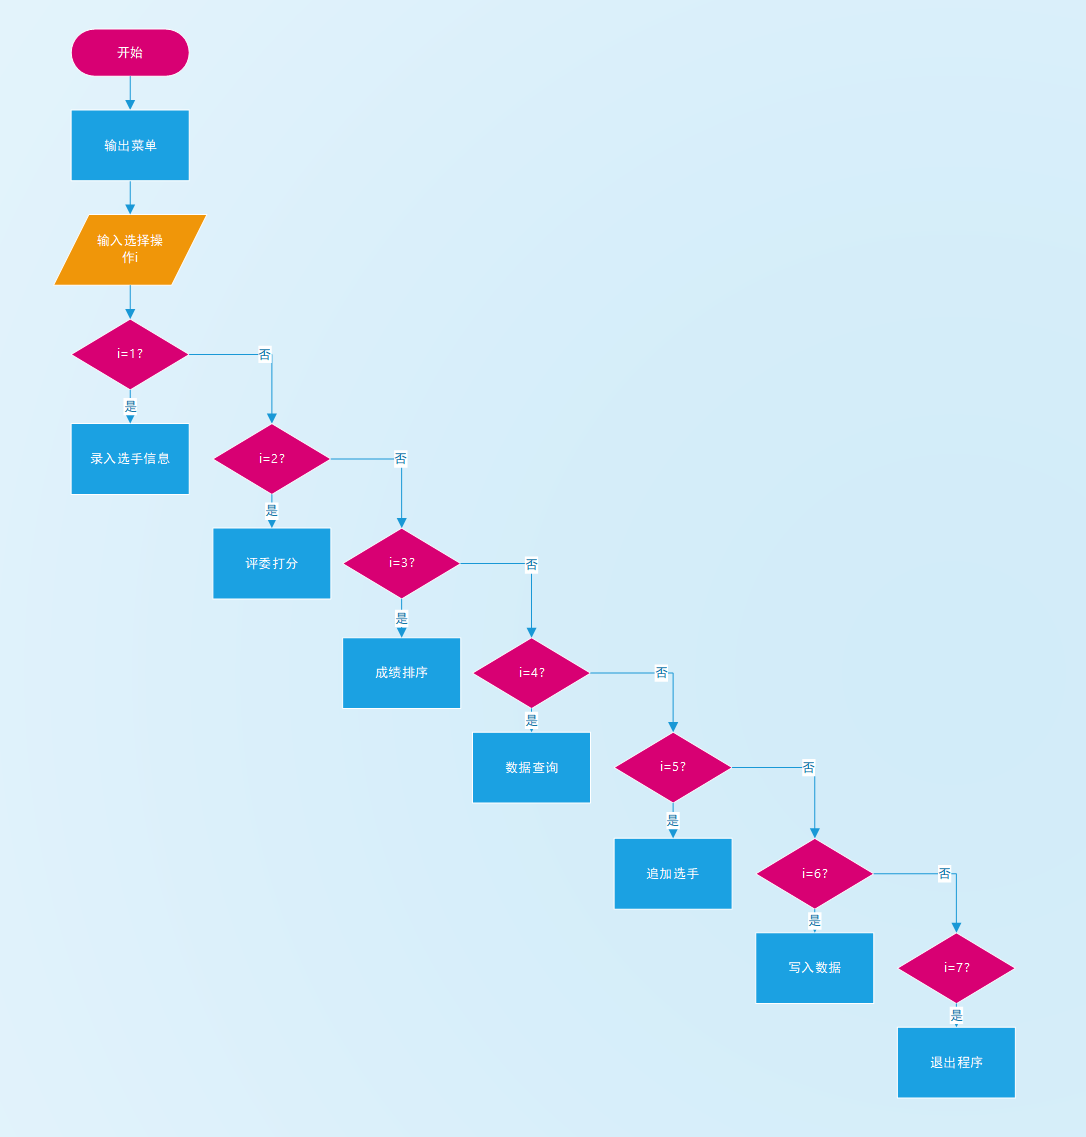 开始
输出菜单
输入选择操
作i
i=1?
否
是
录入选手信息
i=2?
否
是
评委打分
i=3?
否
是
成绩排序
i=4?
否
是
数据查询
i=5?
否
是
追加选手
i=6?
否
是
写入数据
i=7?
是
退出程序